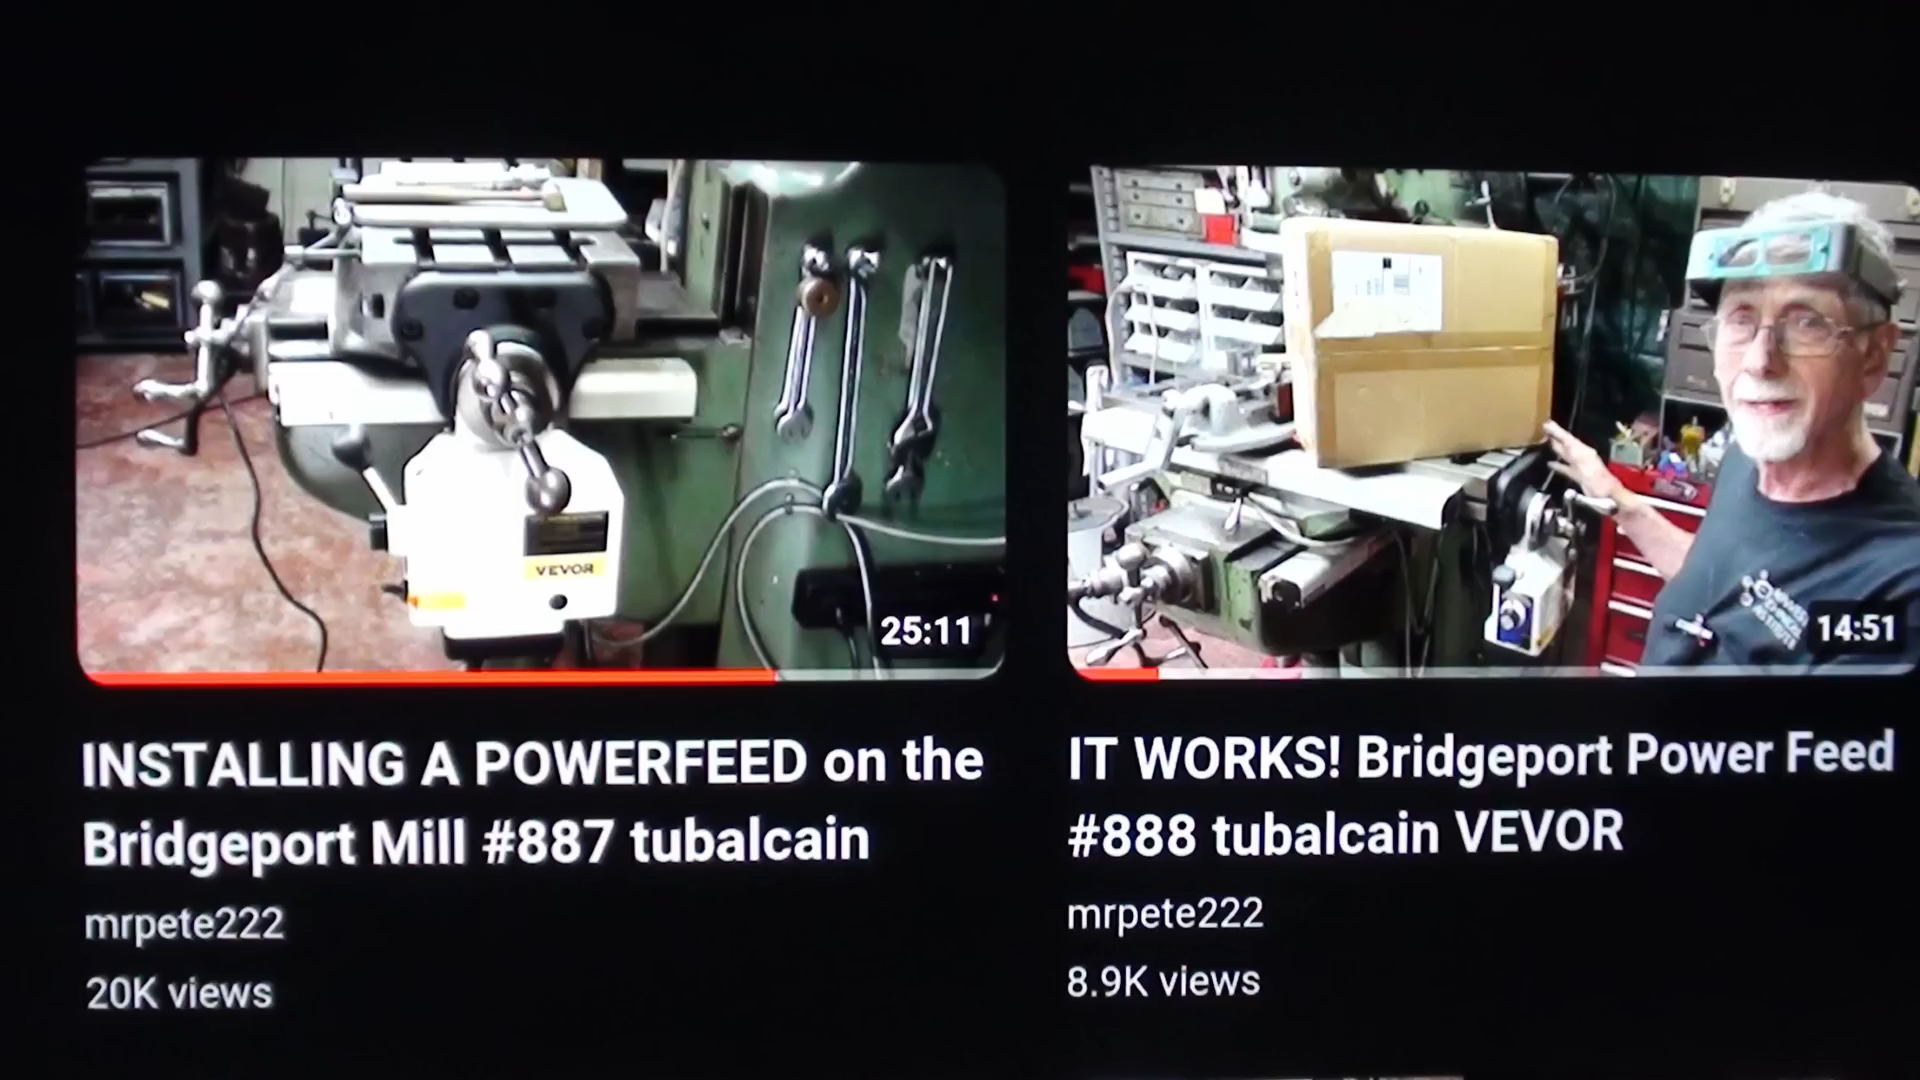 VEVOR
25:11
14:51
INSTALLING A POWERFEED on the
Bridgeport Mill #887 tubalcain
mrpete222
20K views
IT WORKS! Bridgeport Power Feed
#888 tubalcain VEVOR
mrpete222
8.9K views